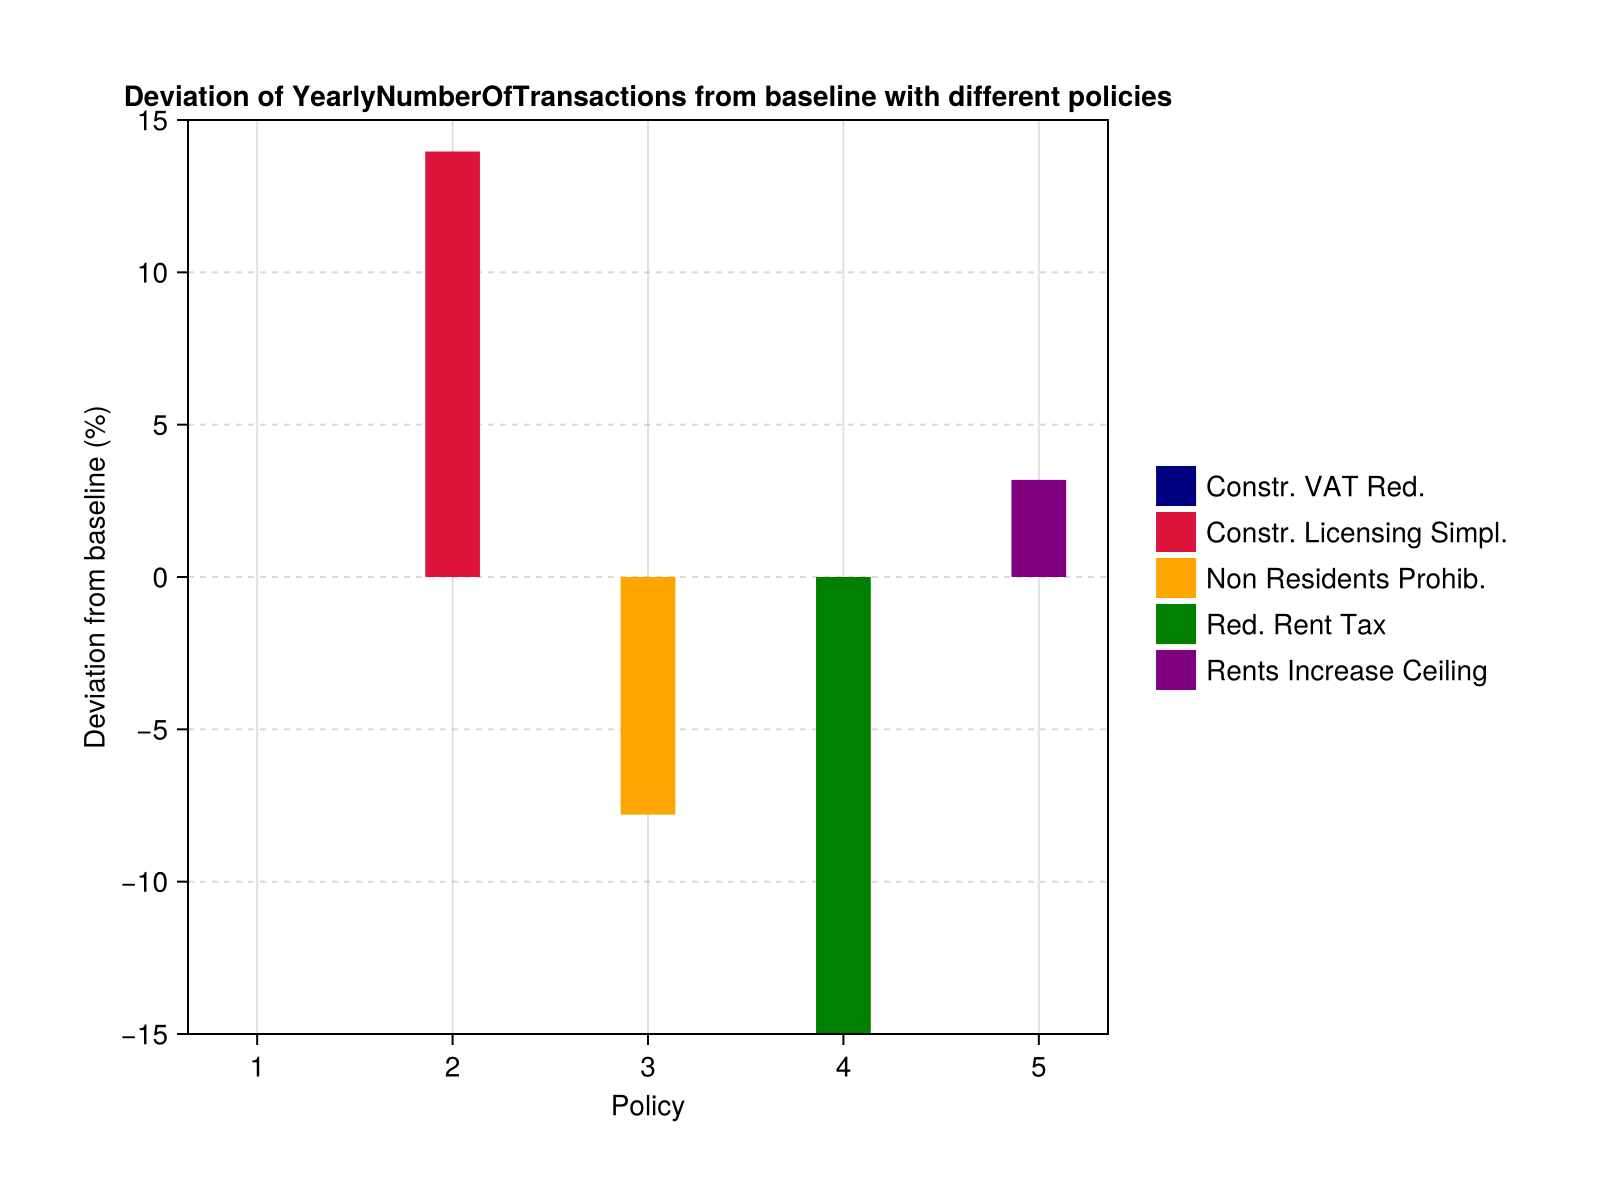 Deviation of YearlyNumberOfTransactions from baseline with different policies
15
10
5
0
−5
−10
−15
Deviation from baseline (%)
1 2 3 4 5
Policy
Constr. VAT Red.
Constr. Licensing Simpl.
Non Residents Prohib.
Red. Rent Tax
Rents Increase Ceiling